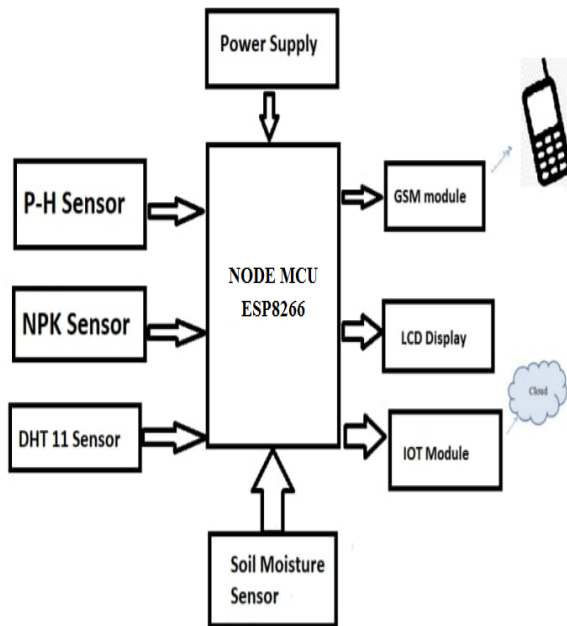 Power Supply
P-H Sensor
GSM module
NODE MCU
ESP8266
NPK Sensor
LCD Display
Cloud
DHT 11 Sensor
IOT Module
Soil Moisture
Sensor